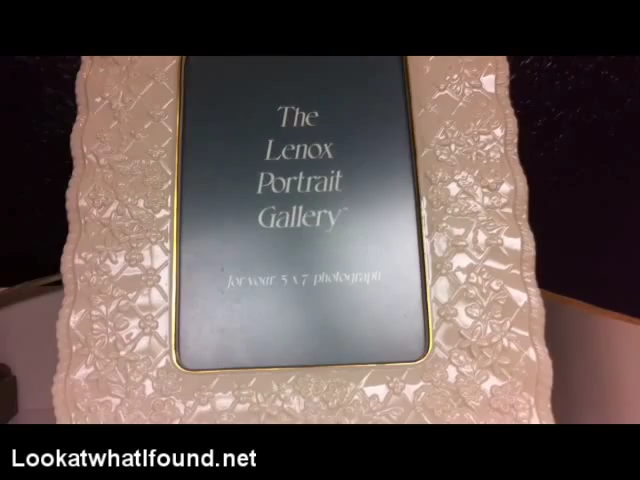 The
Lenox
Portrait
Gallery™
for your 5 x 7 photograph
Lookatwhatlfound.net